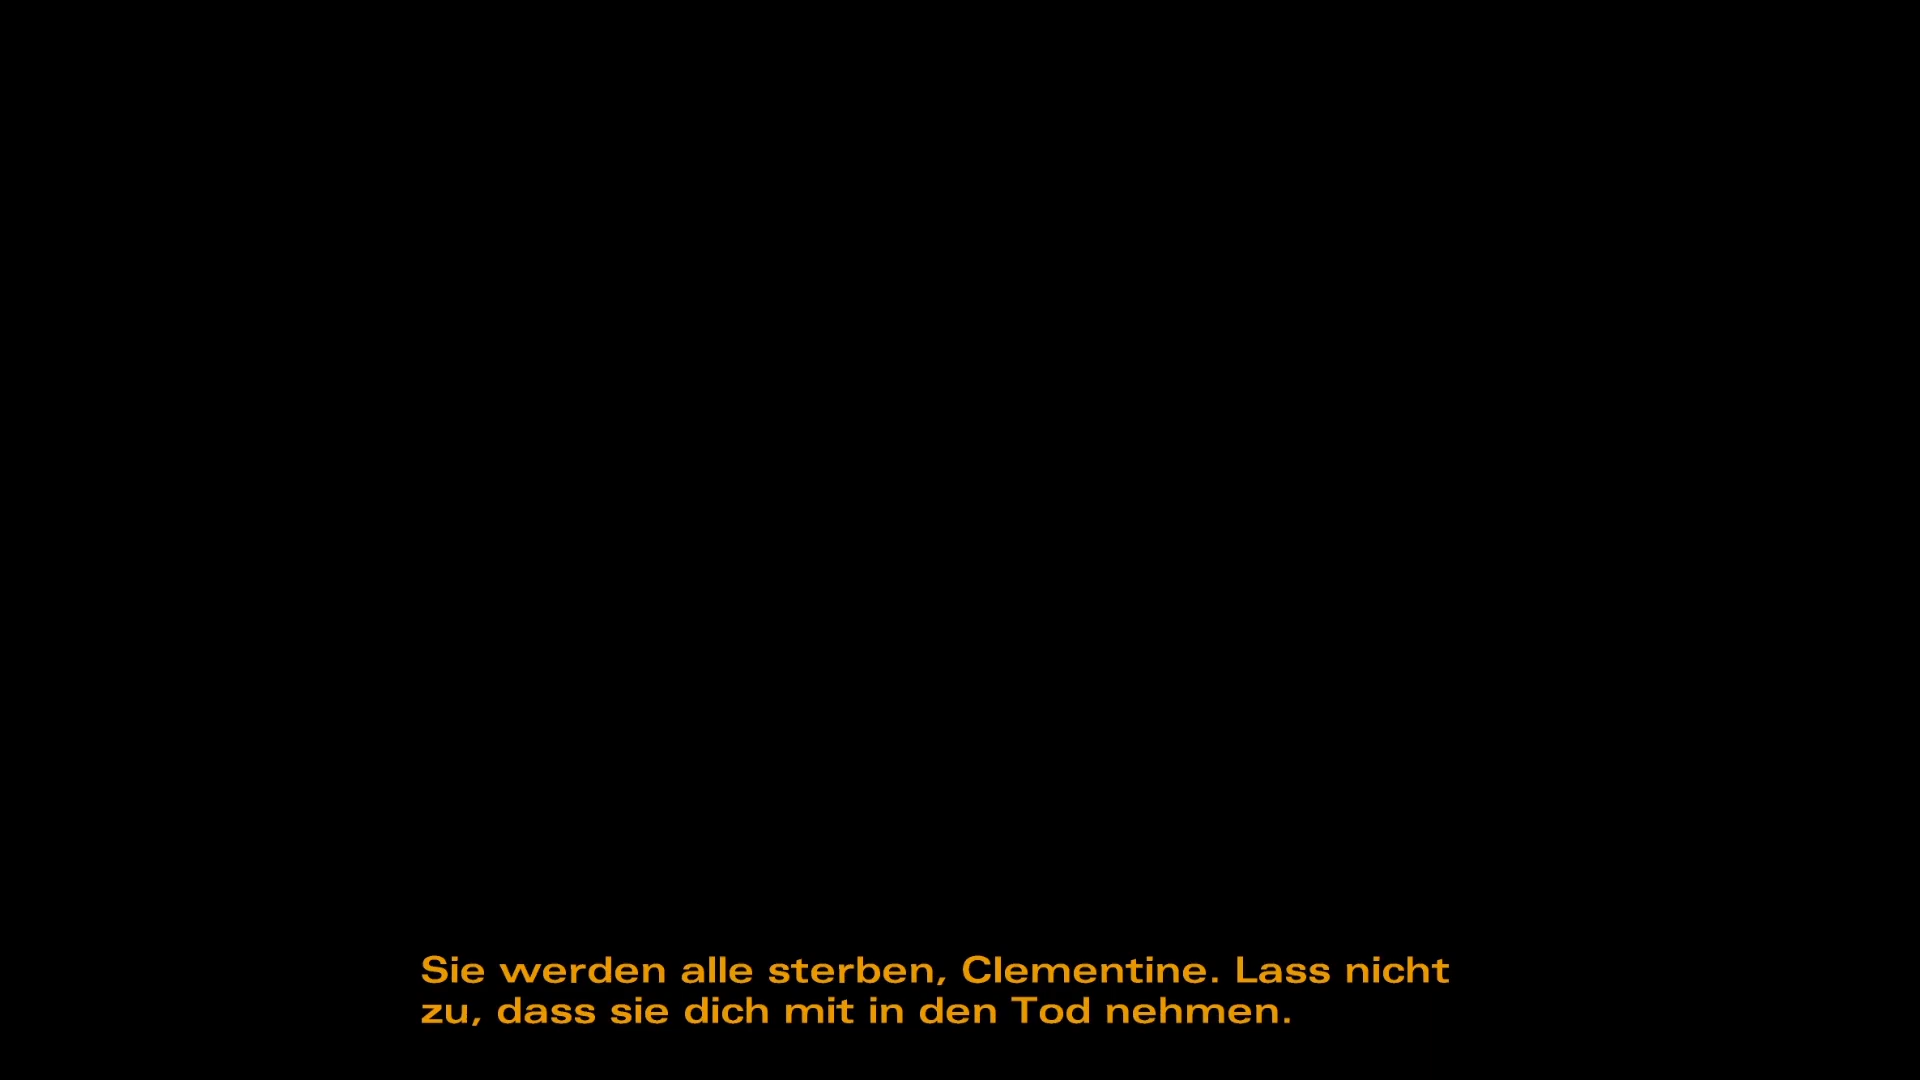 Sie werden alle sterben, Clementine. Lass nicht
zu, dass sie dich mit in den Tod nehmen.